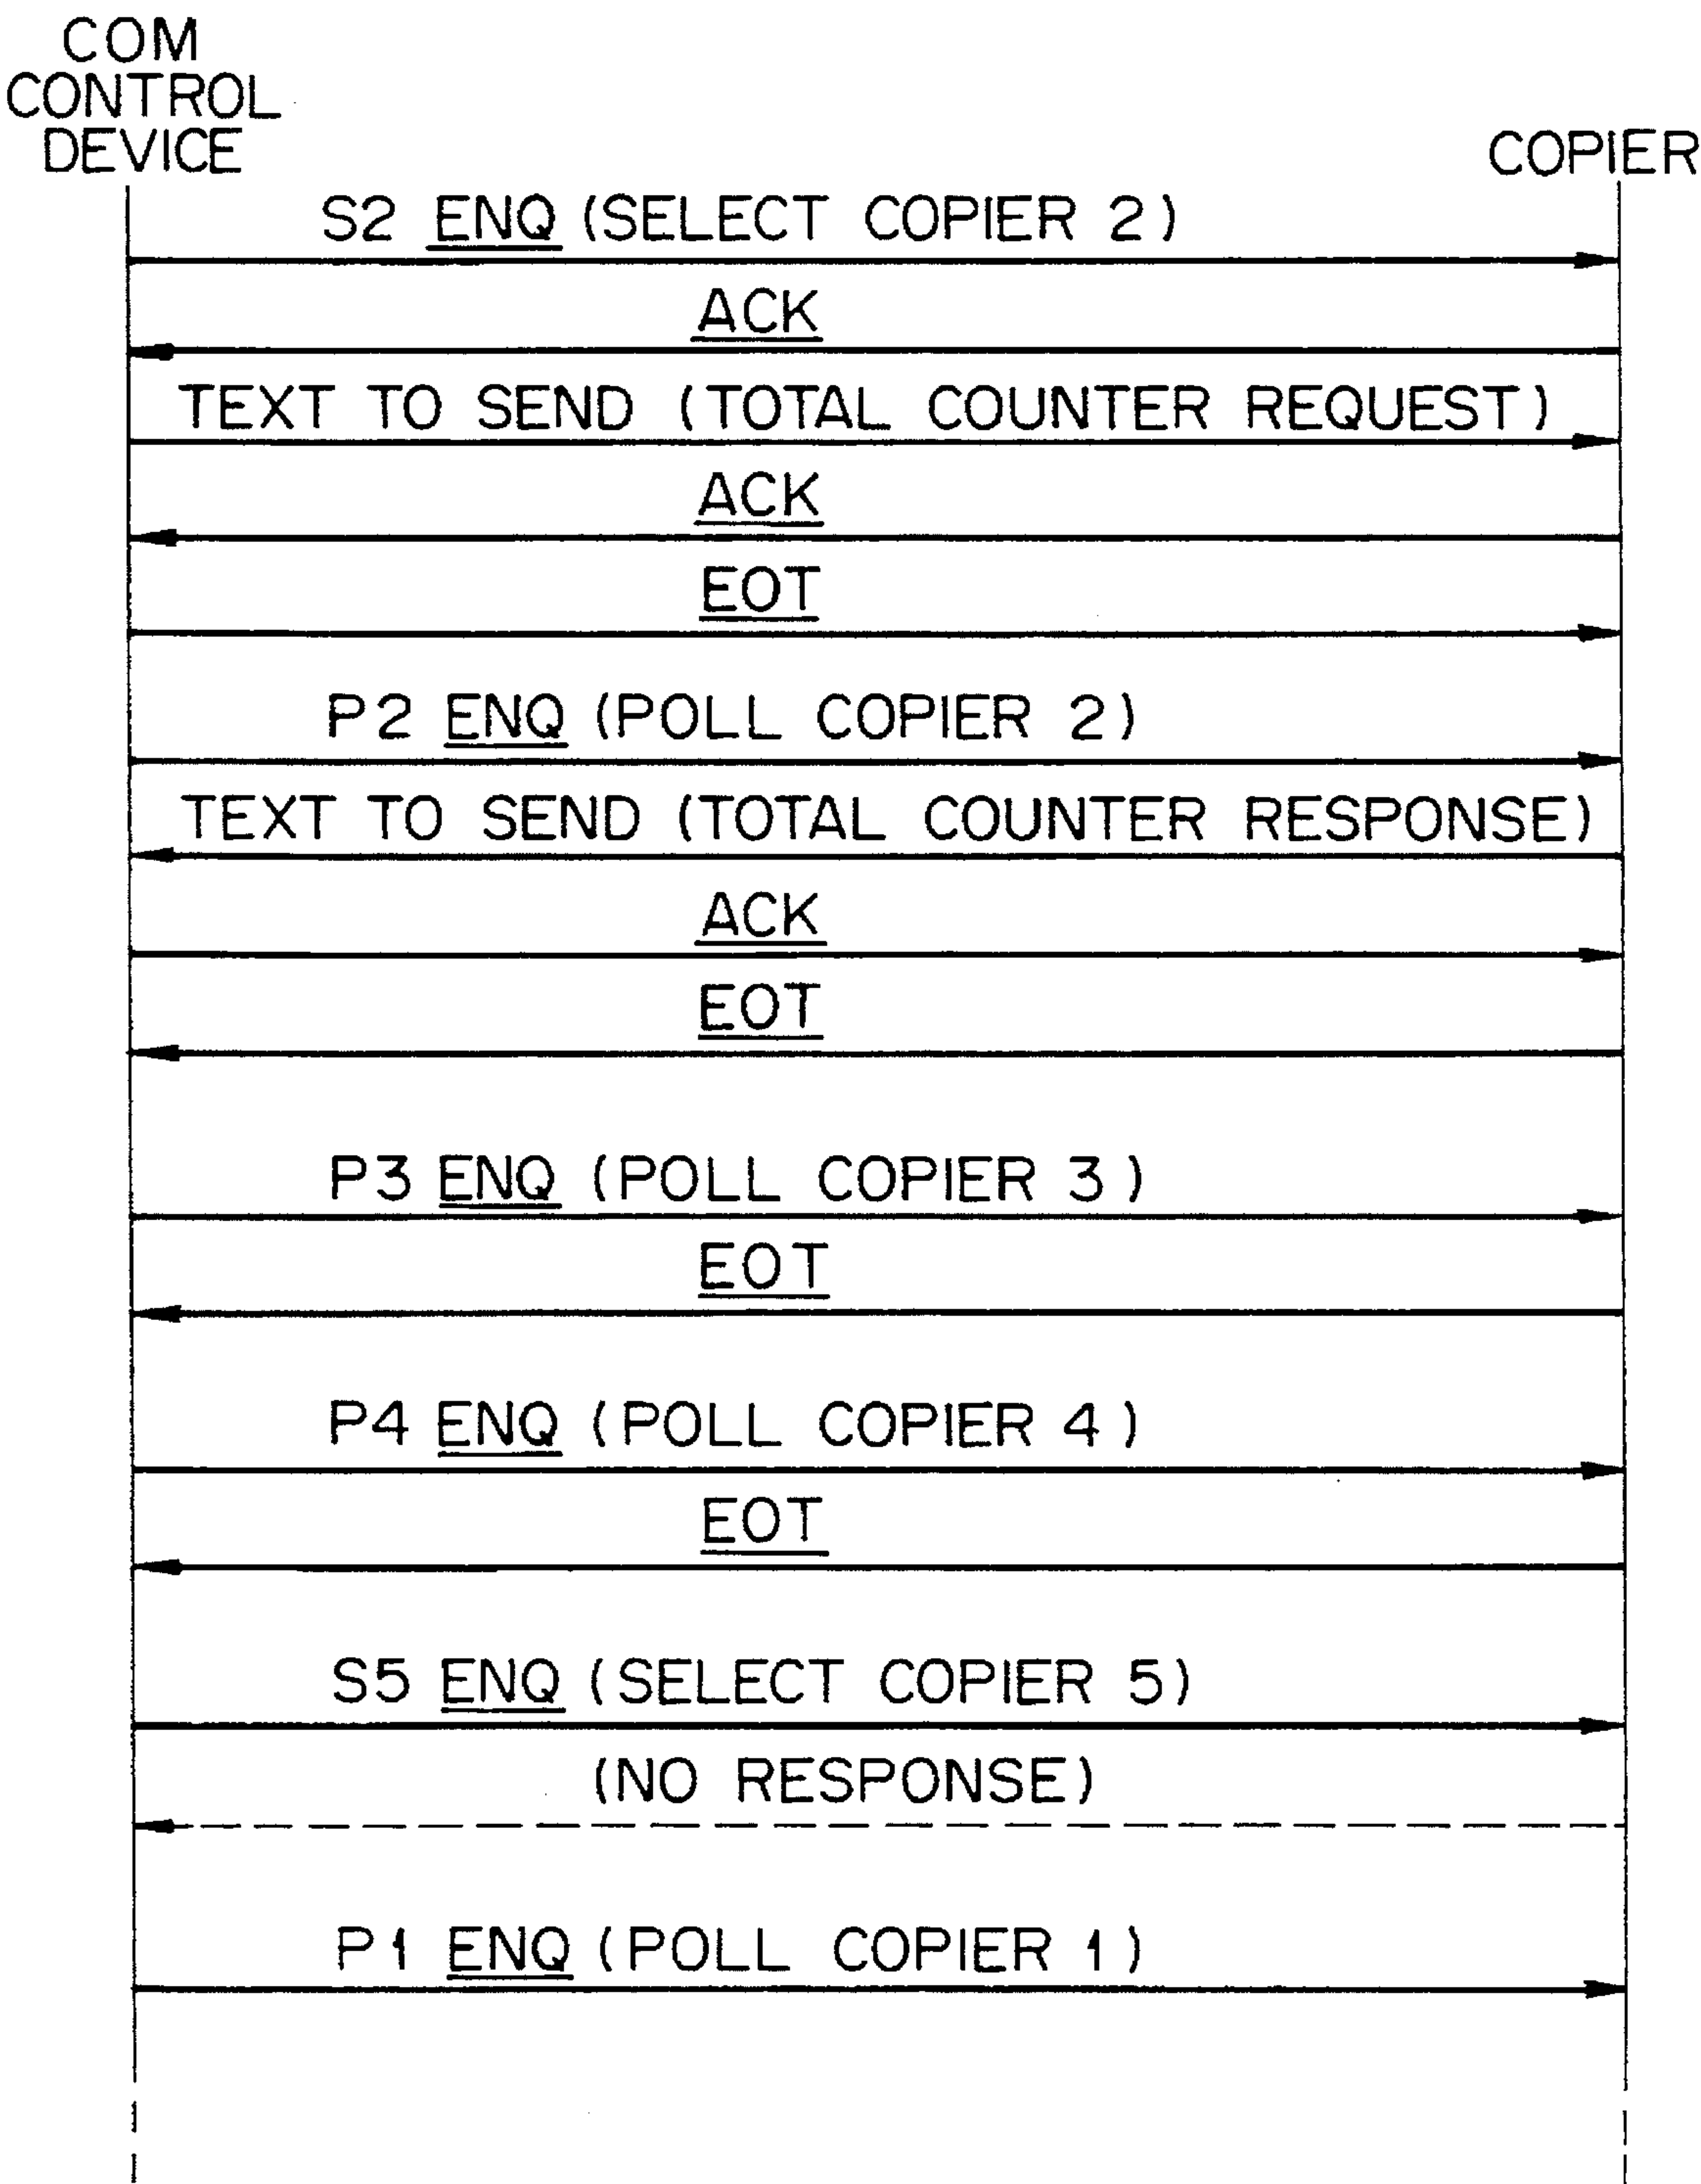 COM
CONTROL
DEVICE
COPIER
S2 ENQ (SELECT COPIER 2)
ACK
TEXT TO SEND (TOTAL COUNTER REQUEST)
ACK
EOT
P2 ENQ (POLL COPIER 2)
TEXT TO SEND (TOTAL COUNTER RESPONSE)
ACK
EOT
P3 ENQ (POLL COPIER 3)
EOT
P4 ENQ (POLL COPIER 4)
EOT
S5 ENQ (SELECT COPIER 5)
(NO RESPONSE)
P1 ENQ (POLL COPIER 1)